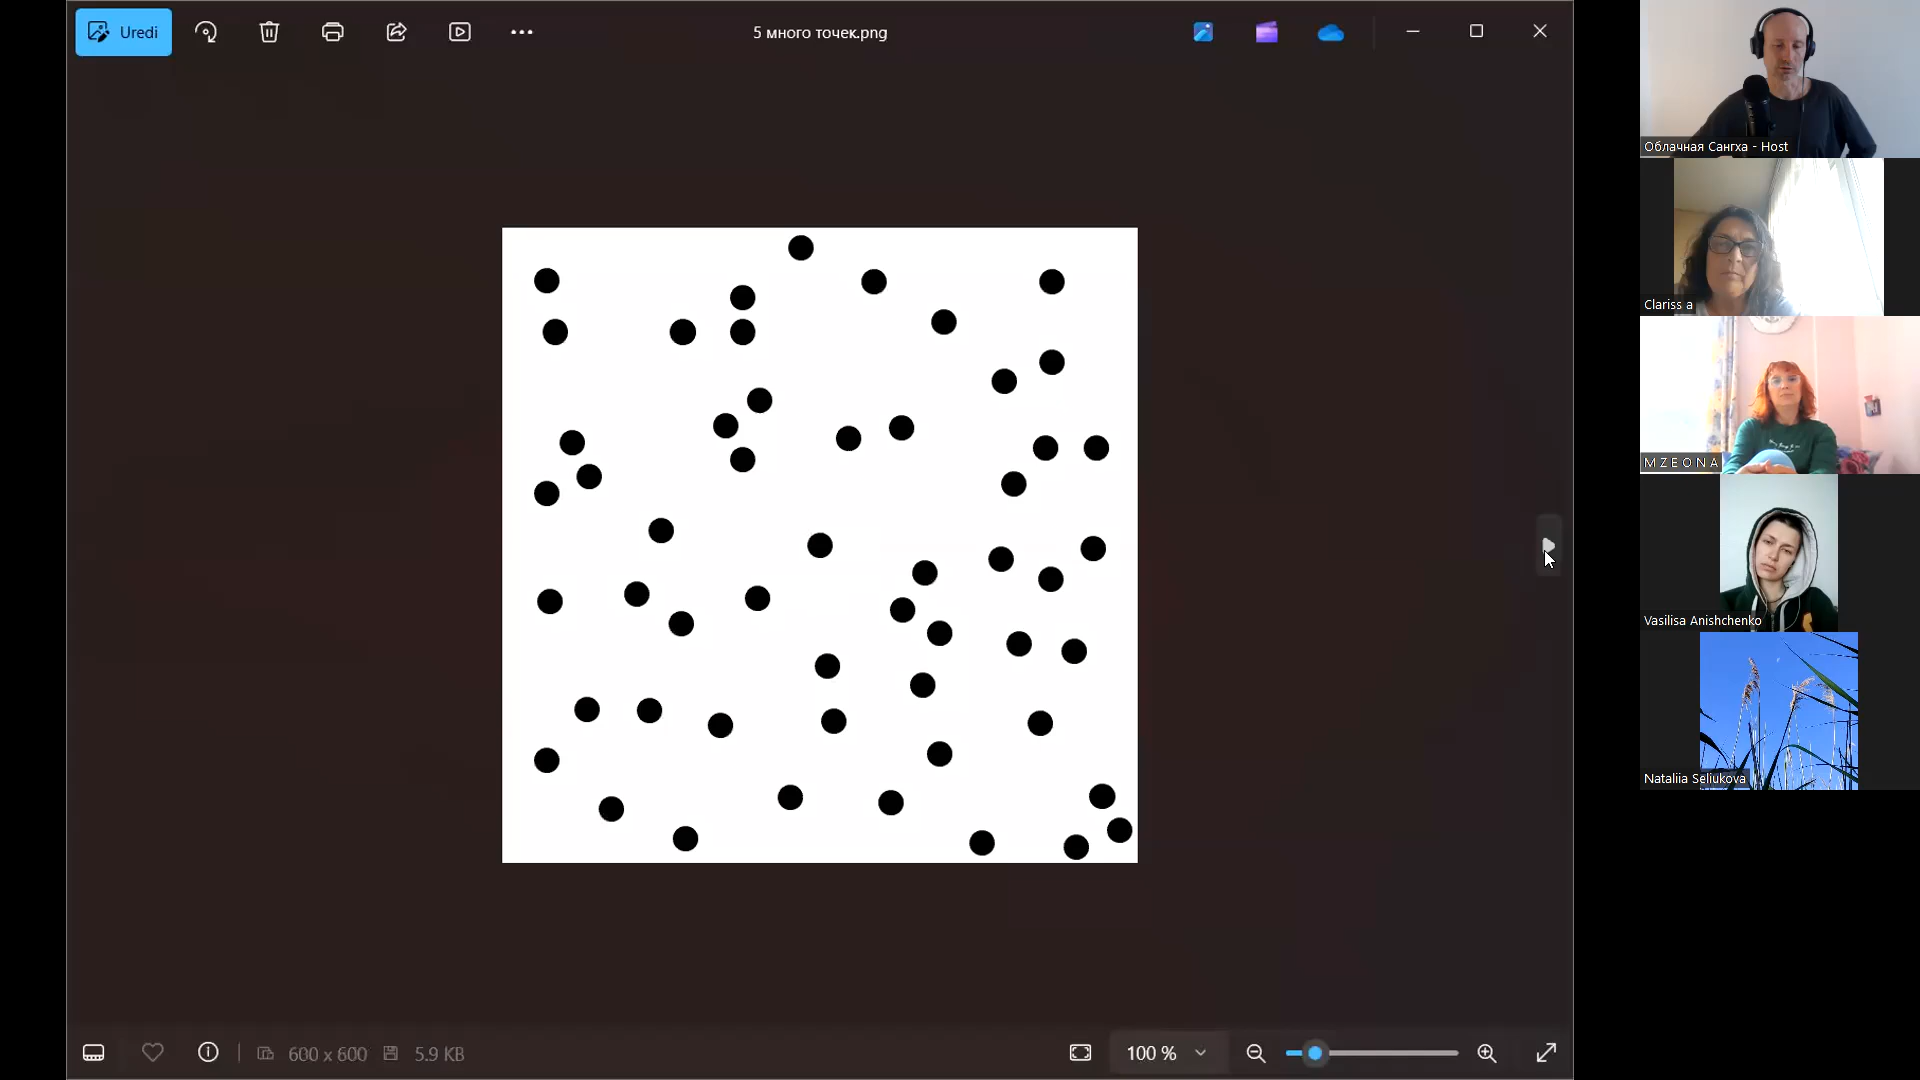 Uredi
5 много точек.png
Облачная Сангха - Host
Clariss a
M Z E O N A
Vasilisa Anishchenko
Nataliia Seliukova
600 x 600
5.9 KB
100 %